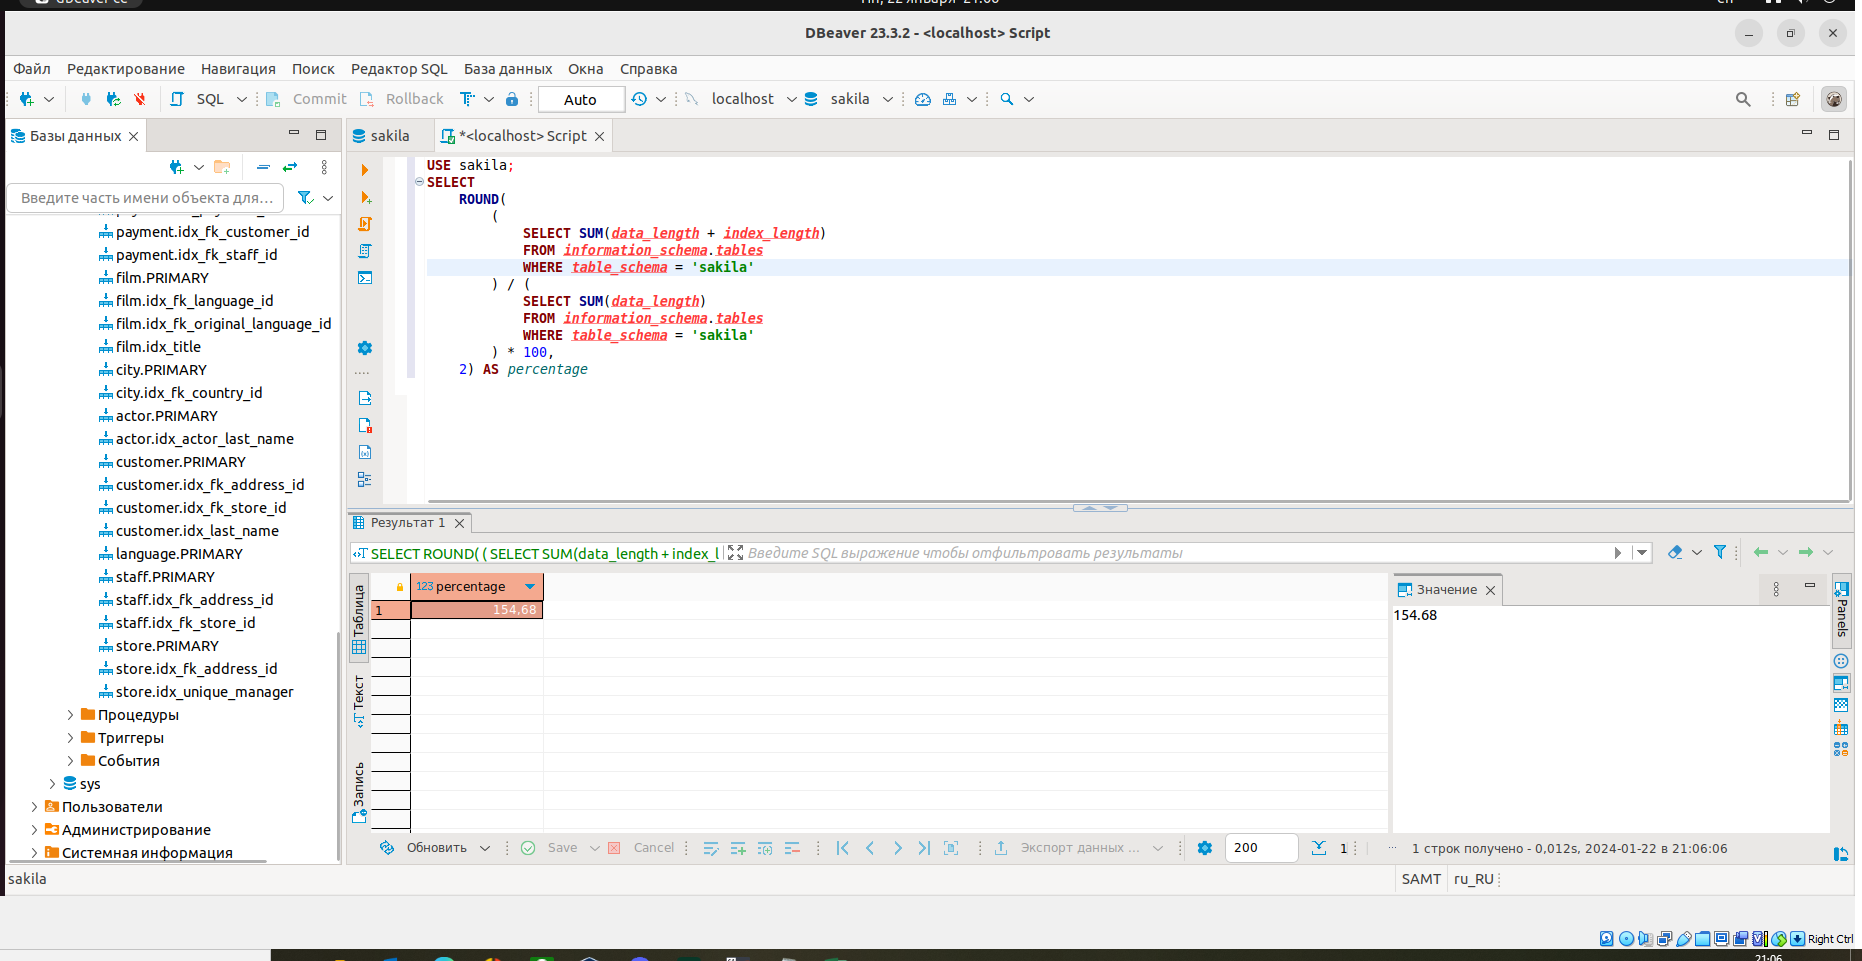 DBeaver 23.3.2 - <localhost> Script
Файл Редактирование Навигация Поиск Редактор SQL База данных Окна Справка
SQL Commit Rollback Auto localhost sakila
Базы данных
sakila *<localhost> Script
Введите часть имени объекта для...
payment.idx_fk_customer_id
payment.idx_fk_staff_id
film.PRIMARY
film.idx_fk_language_id
film.idx_fk_original_language_id
film.idx_title
city.PRIMARY
city.idx_fk_country_id
actor.PRIMARY
actor.idx_actor_last_name
customer.PRIMARY
customer.idx_fk_address_id
customer.idx_fk_store_id
customer.idx_last_name
language.PRIMARY
staff.PRIMARY
staff.idx_fk_address_id
staff.idx_fk_store_id
store.PRIMARY
store.idx_fk_address_id
store.idx_unique_manager
Процедуры
Триггеры
События
sys
Пользователи
Администрирование
Системная информация
USE sakila;
SELECT
ROUND(
(
SELECT SUM(data_length + index_length)
FROM information_schema.tables
WHERE table_schema = 'sakila'
) / (
SELECT SUM(data_length)
FROM information_schema.tables
WHERE table_schema = 'sakila'
) * 100,
2) AS percentage
Результат 1
SELECT ROUND( ( SELECT SUM(data_length + index_l Введите SQL выражение чтобы отфильтровать результаты
Таблица
Текст
Запись
123 percentage
1 154,68
Значение
154.68
Panels
Обновить Save Cancel Экспорт данных ... 200 1 1 строк получено - 0,012s, 2024-01-22 в 21:06:06
sakila SAMT ru_RU
Right Ctrl
21:06